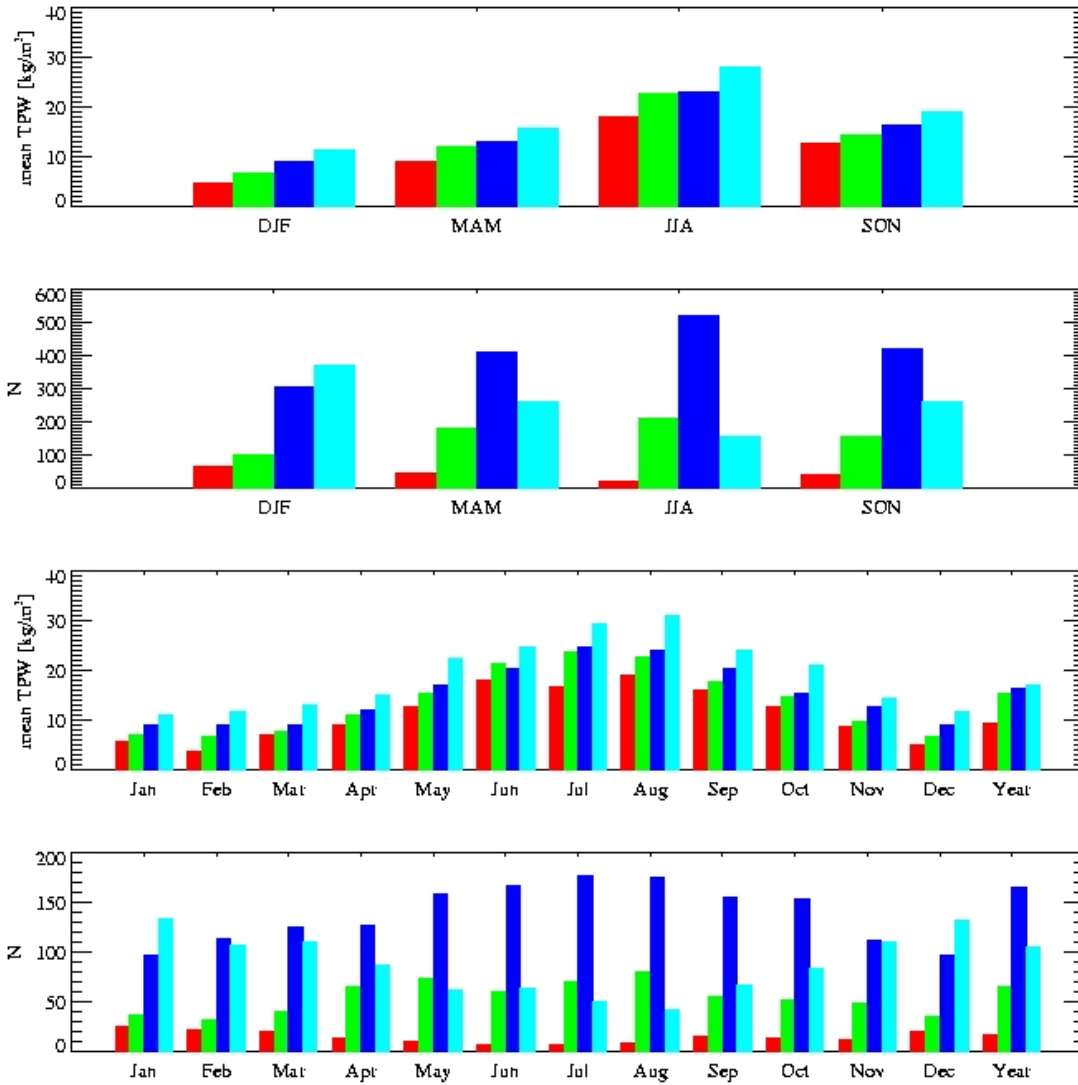 mean TPW [kg/m²]
40
30
20
10
0
DJF MAM JJA SON
N
600
500
400
300
200
100
0
DJF MAM JJA SON
mean TPW [kg/m²]
40
30
20
10
0
Jan Feb Mar Apr May Jun Jul Aug Sep Oct Nov Dec Year
N
200
150
100
50
0
Jan Feb Mar Apr May Jun Jul Aug Sep Oct Nov Dec Year